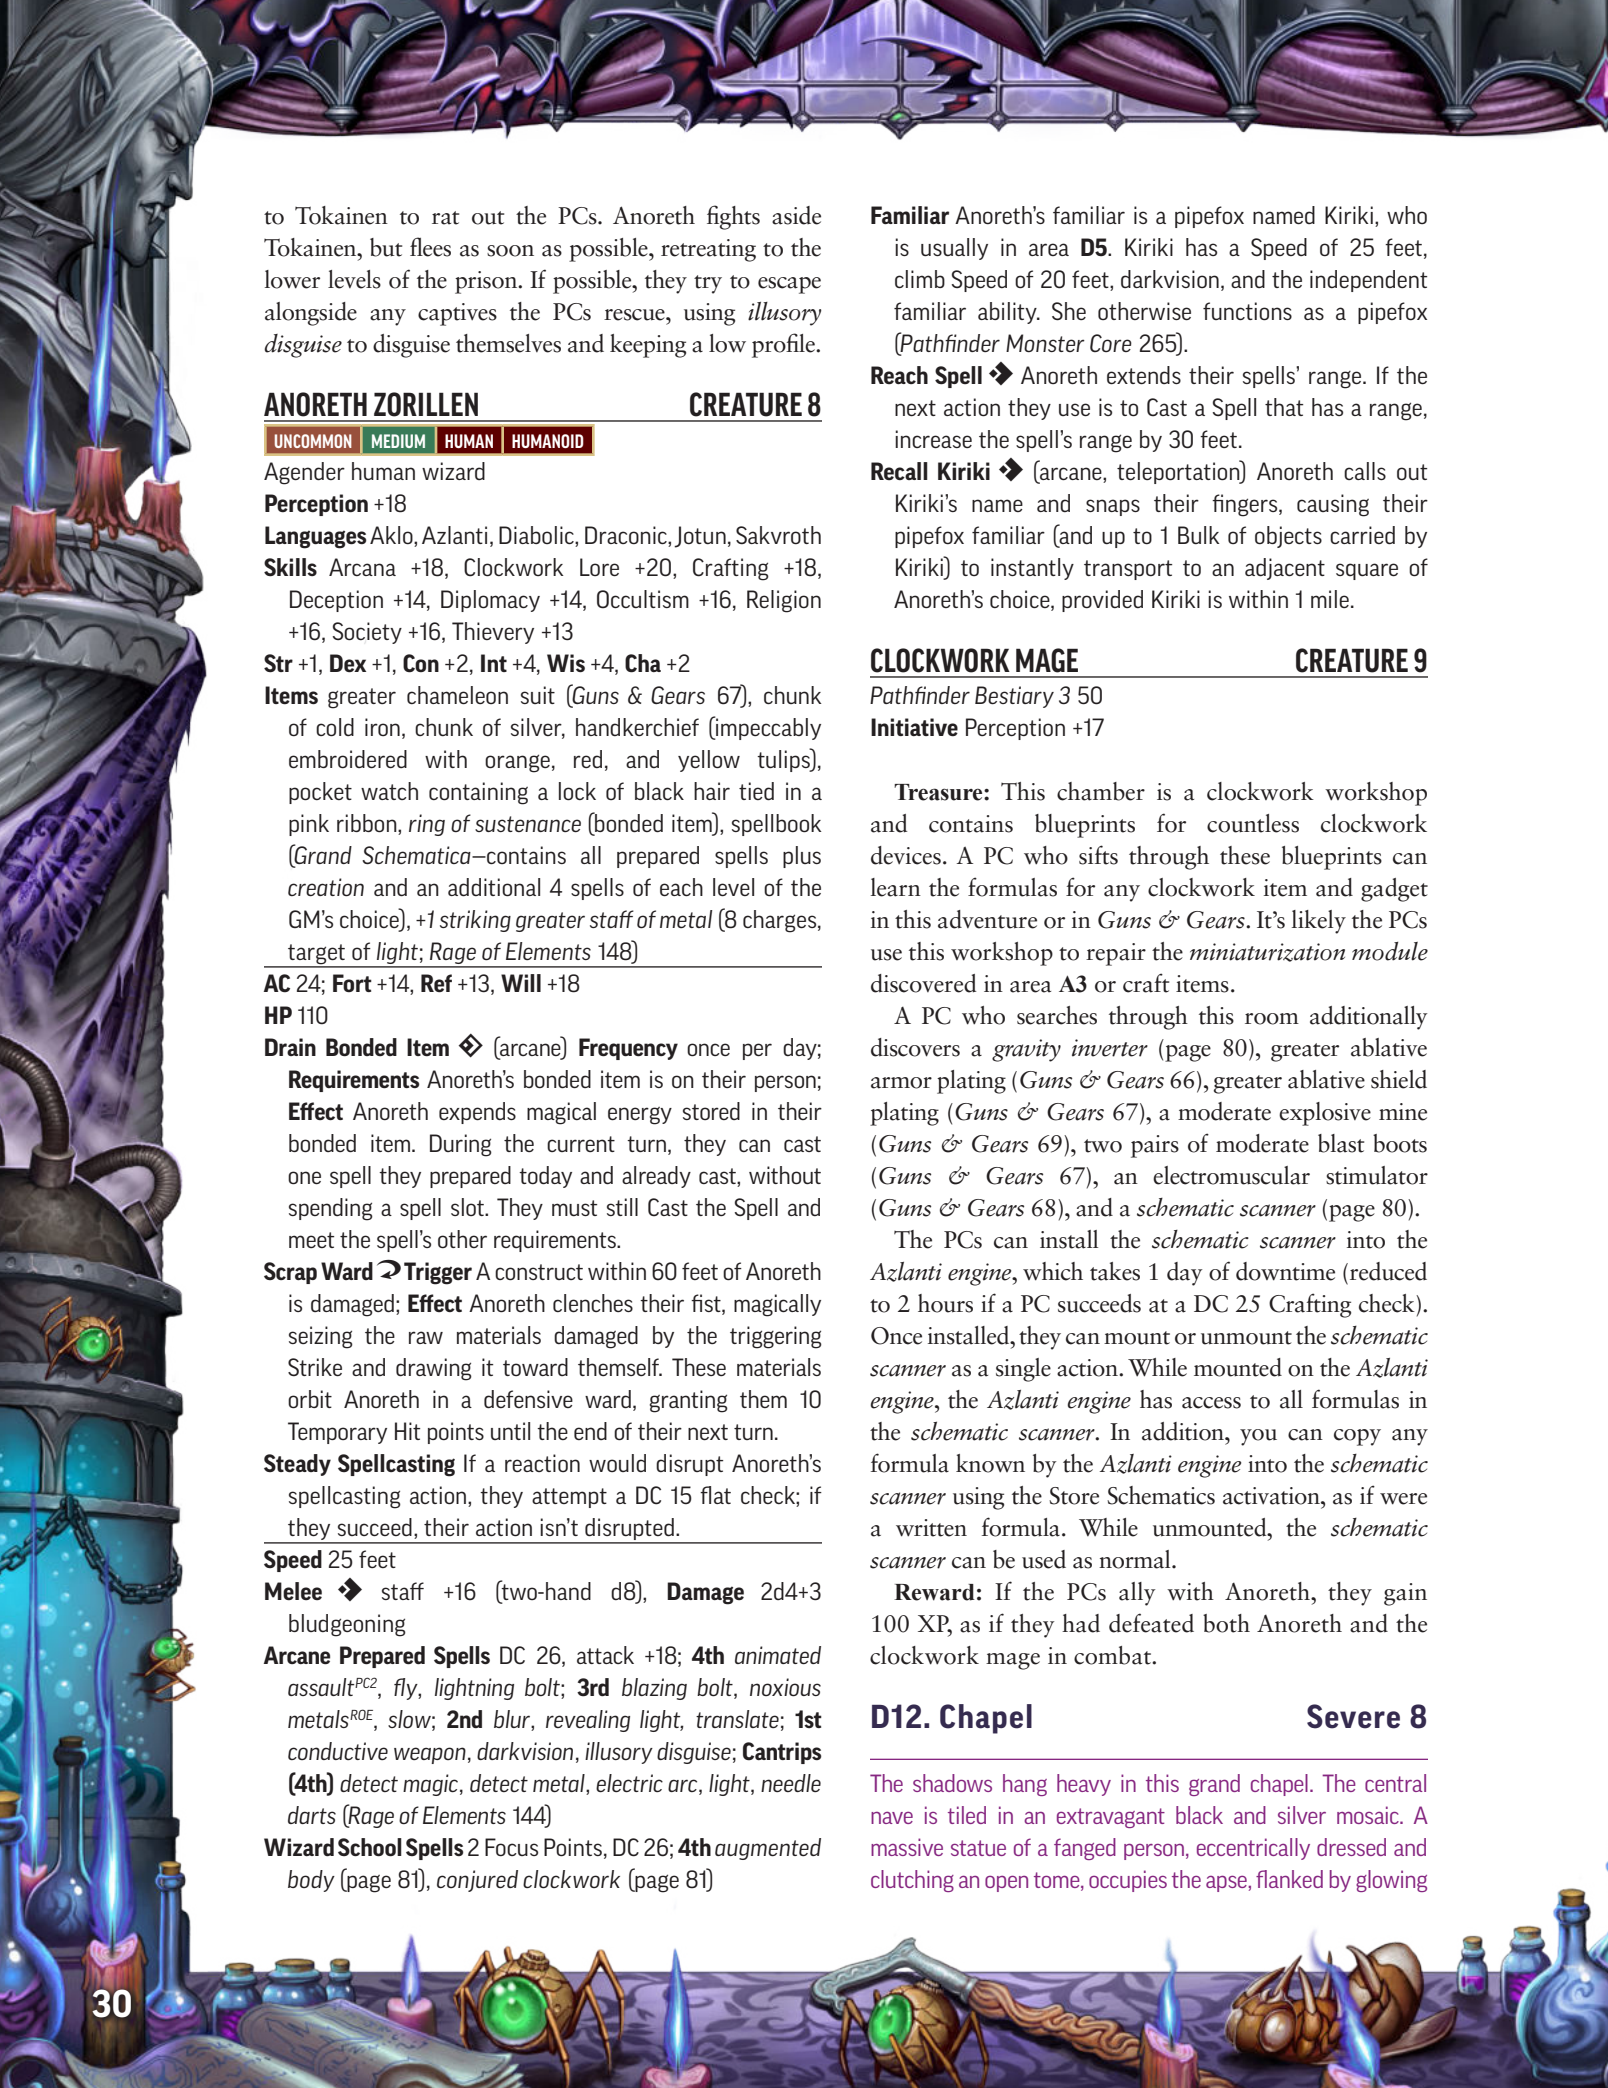 to Tokainen to rat out the PCs. Anoreth fights aside
Tokainen, but flees as soon as possible, retreating to the
lower levels of the prison. If possible, they try to escape
alongside any captives the PCs rescue, using illusory
disguise to disguise themselves and keeping a low profile.
ANORETH ZORILLEN CREATURE 8
UNCOMMON MEDIUM HUMAN HUMANOID
Agender human wizard
Perception +18
Languages Aklo, Azlanti, Diabolic, Draconic, Jotun, Sakvroth
Skills Arcana +18, Clockwork Lore +20, Crafting +18,
Deception +14, Diplomacy +14, Occultism +16, Religion
+16, Society +16, Thievery +13
Str +1, Dex +1, Con +2, Int +4, Wis +4, Cha +2
Items greater chameleon suit (Guns & Gears 67), chunk
of cold iron, chunk of silver, handkerchief (impeccably
embroidered with orange, red, and yellow tulips),
pocket watch containing a lock of black hair tied in a
pink ribbon, ring of sustenance (bonded item), spellbook
(Grand Schematica—contains all prepared spells plus
creation and an additional 4 spells of each level of the
GM's choice), +1 striking greater staff of metal (8 charges,
target of light; Rage of Elements 148)
AC 24; Fort +14, Ref +13, Will +18
HP 110
Drain Bonded Item (arcane) Frequency once per day;
Requirements Anoreth's bonded item is on their person;
Effect Anoreth expends magical energy stored in their
bonded item. During the current turn, they can cast
one spell they prepared today and already cast, without
spending a spell slot. They must still Cast the Spell and
meet the spell's other requirements.
Scrap Ward Trigger A construct within 60 feet of Anoreth
is damaged; Effect Anoreth clenches their fist, magically
seizing the raw materials damaged by the triggering
Strike and drawing it toward themself. These materials
orbit Anoreth in a defensive ward, granting them 10
Temporary Hit points until the end of their next turn.
Steady Spellcasting If a reaction would disrupt Anoreth's
spellcasting action, they attempt a DC 15 flat check; if
they succeed, their action isn't disrupted.
Speed 25 feet
Melee staff +16 (two-hand d8), Damage 2d4+3
bludgeoning
Arcane Prepared Spells DC 26, attack +18; 4th animated
assaultPC2, fly, lightning bolt; 3rd blazing bolt, noxious
metalsROE, slow; 2nd blur, revealing light, translate; 1st
conductive weapon, darkvision, illusory disguise; Cantrips
(4th) detect magic, detect metal, electric arc, light, needle
darts (Rage of Elements 144)
Wizard School Spells 2 Focus Points, DC 26; 4th augmented
body (page 81), conjured clockwork (page 81)
Familiar Anoreth's familiar is a pipefox named Kiriki, who
is usually in area D5. Kiriki has a Speed of 25 feet,
climb Speed of 20 feet, darkvision, and the independent
familiar ability. She otherwise functions as a pipefox
(Pathfinder Monster Core 265).
Reach Spell Anoreth extends their spells' range. If the
next action they use is to Cast a Spell that has a range,
increase the spell's range by 30 feet.
Recall Kiriki (arcane, teleportation) Anoreth calls out
Kiriki's name and snaps their fingers, causing their
pipefox familiar (and up to 1 Bulk of objects carried by
Kiriki) to instantly transport to an adjacent square of
Anoreth's choice, provided Kiriki is within 1 mile.
CLOCKWORK MAGE CREATURE 9
Pathfinder Bestiary 3 50
Initiative Perception +17
Treasure: This chamber is a clockwork workshop
and contains blueprints for countless clockwork
devices. A PC who sifts through these blueprints can
learn the formulas for any clockwork item and gadget
in this adventure or in Guns & Gears. It's likely the PCs
use this workshop to repair the miniaturization module
discovered in area A3 or craft items.
A PC who searches through this room additionally
discovers a gravity inverter (page 80), greater ablative
armor plating (Guns & Gears 66), greater ablative shield
plating (Guns & Gears 67), a moderate explosive mine
(Guns & Gears 69), two pairs of moderate blast boots
(Guns & Gears 67), an electromuscular stimulator
(Guns & Gears 68), and a schematic scanner (page 80).
The PCs can install the schematic scanner into the
Azlanti engine, which takes 1 day of downtime (reduced
to 2 hours if a PC succeeds at a DC 25 Crafting check).
Once installed, they can mount or unmount the schematic
scanner as a single action. While mounted on the Azlanti
engine, the Azlanti engine has access to all formulas in
the schematic scanner. In addition, you can copy any
formula known by the Azlanti engine into the schematic
scanner using the Store Schematics activation, as if were
a written formula. While unmounted, the schematic
scanner can be used as normal.
Reward: If the PCs ally with Anoreth, they gain
100 XP, as if they had defeated both Anoreth and the
clockwork mage in combat.
D12. Chapel Severe 8
The shadows hang heavy in this grand chapel. The central
nave is tiled in an extravagant black and silver mosaic. A
massive statue of a fanged person, eccentrically dressed and
clutching an open tome, occupies the apse, flanked by glowing
30